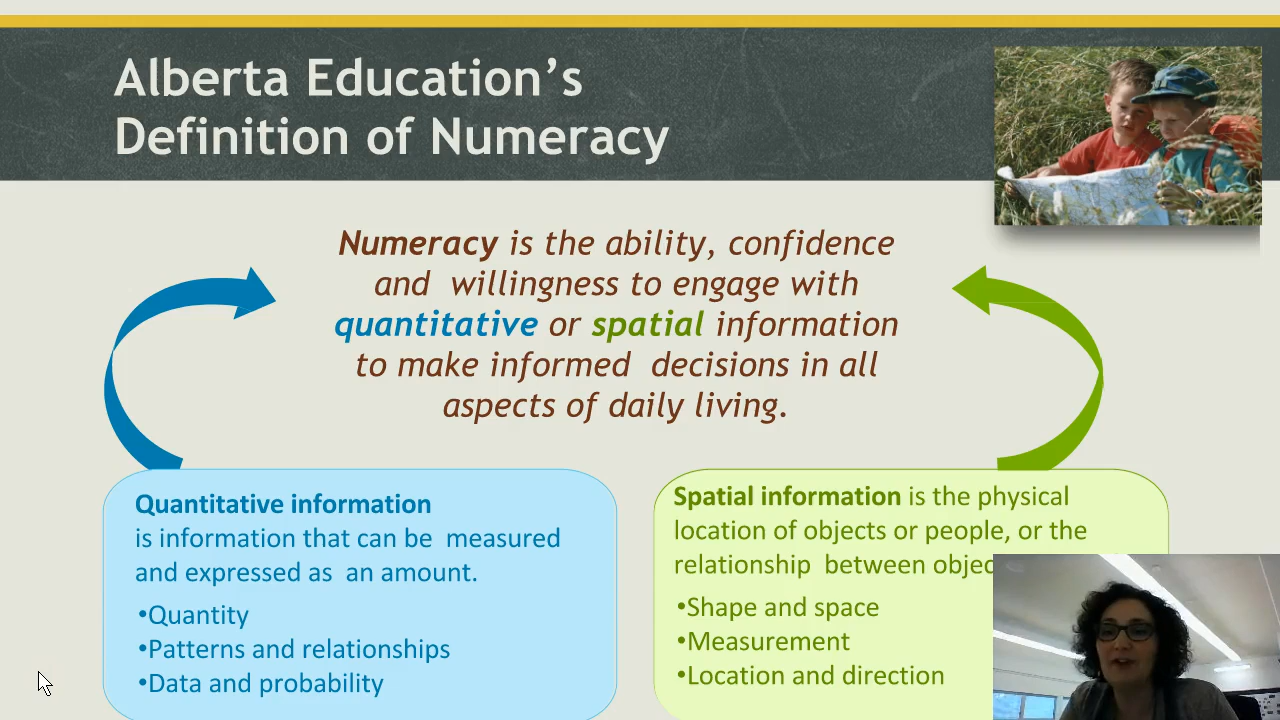 Alberta Education’s
Definition of Numeracy
Numeracy is the ability, confidence
and willingness to engage with
quantitative or spatial information
to make informed decisions in all
aspects of daily living.
Quantitative information
is information that can be measured
and expressed as an amount.
•Quantity
•Patterns and relationships
•Data and probability
Spatial information is the physical
location of objects or people, or the
relationship between
•Shape and space
•Measurement
•Location and direction